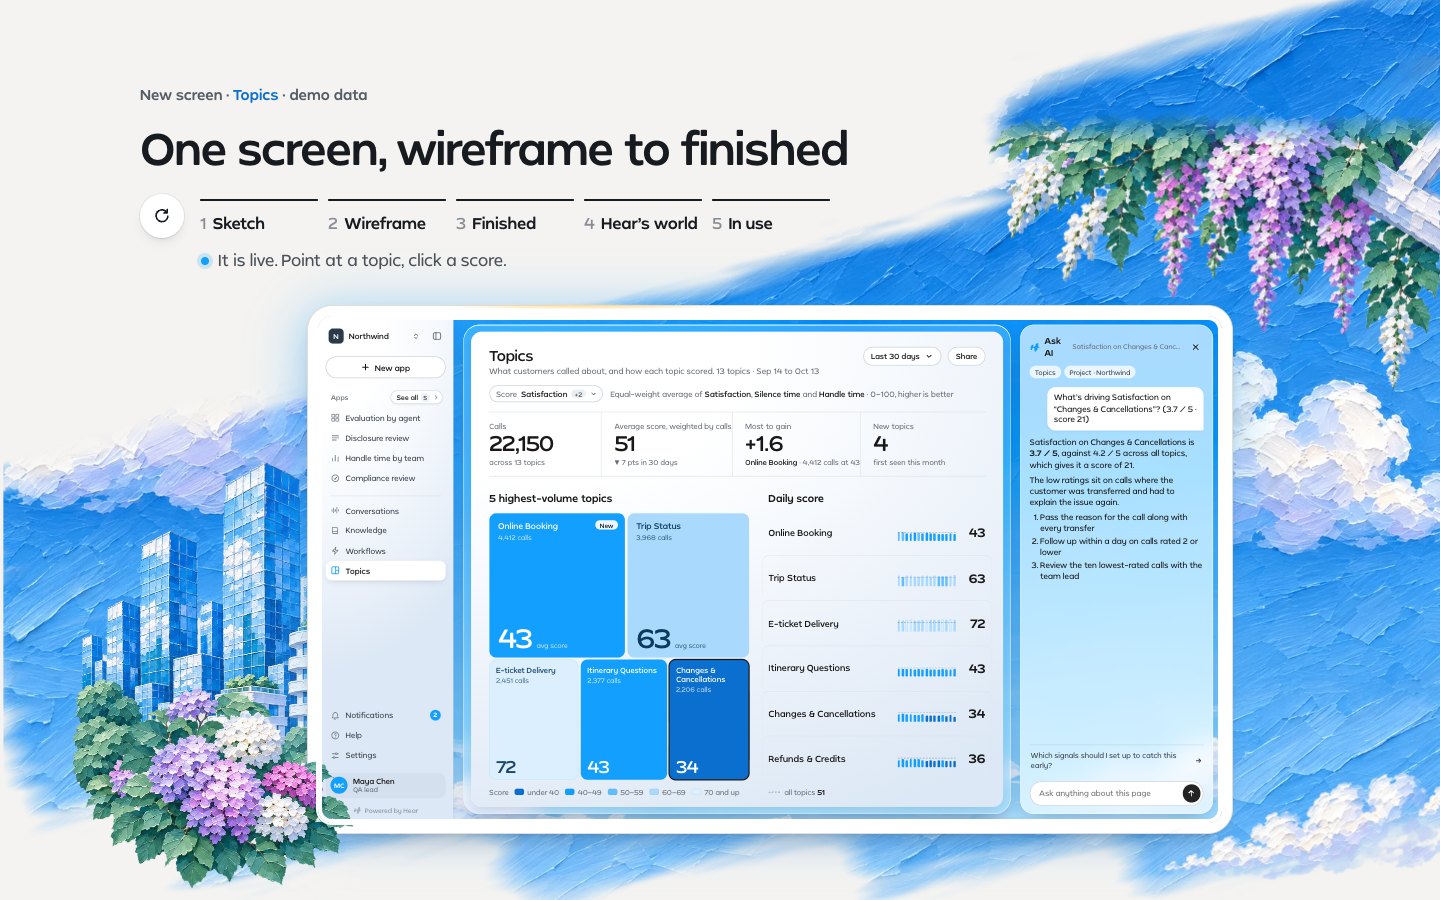 New screen · Topics · demo data
One screen, wireframe to finished
1 Sketch
2 Wireframe
3 Finished
4 Hear's world
5 In use
It is live. Point at a topic, click a score.
N Northwind
+ New app
Apps
See all 5
Evaluation by agent
Disclosure review
Handle time by team
Compliance review
Conversations
Knowledge
Workflows
Topics
Notifications 2
Help
Settings
MC Maya Chen
QA lead
Powered by Hear
Topics
What customers called about, and how each topic scored. 13 topics · Sep 14 to Oct 13
Last 30 days
Share
Score Satisfaction +2
Equal-weight average of Satisfaction, Silence time and Handle time · 0–100, higher is better
Calls
22,150
across 13 topics
Average score, weighted by calls
51
▼ 7 pts in 30 days
Most to gain
+1.6
Online Booking · 4,412 calls at 43
New topics
4
first seen this month
5 highest-volume topics
Online Booking New
4,412 calls
43 avg score
Trip Status
3,968 calls
63 avg score
E-ticket Delivery
2,451 calls
72
Itinerary Questions
2,377 calls
43
Changes &
Cancellations
2,206 calls
34
Score under 40 40–49 50–59 60–69 70 and up
Daily score
Online Booking 43
Trip Status 63
E-ticket Delivery 72
Itinerary Questions 43
Changes & Cancellations 34
Refunds & Credits 36
all topics 51
Ask
AI
Satisfaction on Changes & Canc...
Topics
Project · Northwind
What's driving Satisfaction on
"Changes & Cancellations"? (3.7 / 5 ·
score 21)
Satisfaction on Changes & Cancellations is
3.7 / 5, against 4.2 / 5 across all topics,
which gives it a score of 21.
The low ratings sit on calls where the
customer was transferred and had to
explain the issue again.
1. Pass the reason for the call along with
every transfer
2. Follow up within a day on calls rated 2 or
lower
3. Review the ten lowest-rated calls with the
team lead
Which signals should I set up to catch this
early?
Ask anything about this page